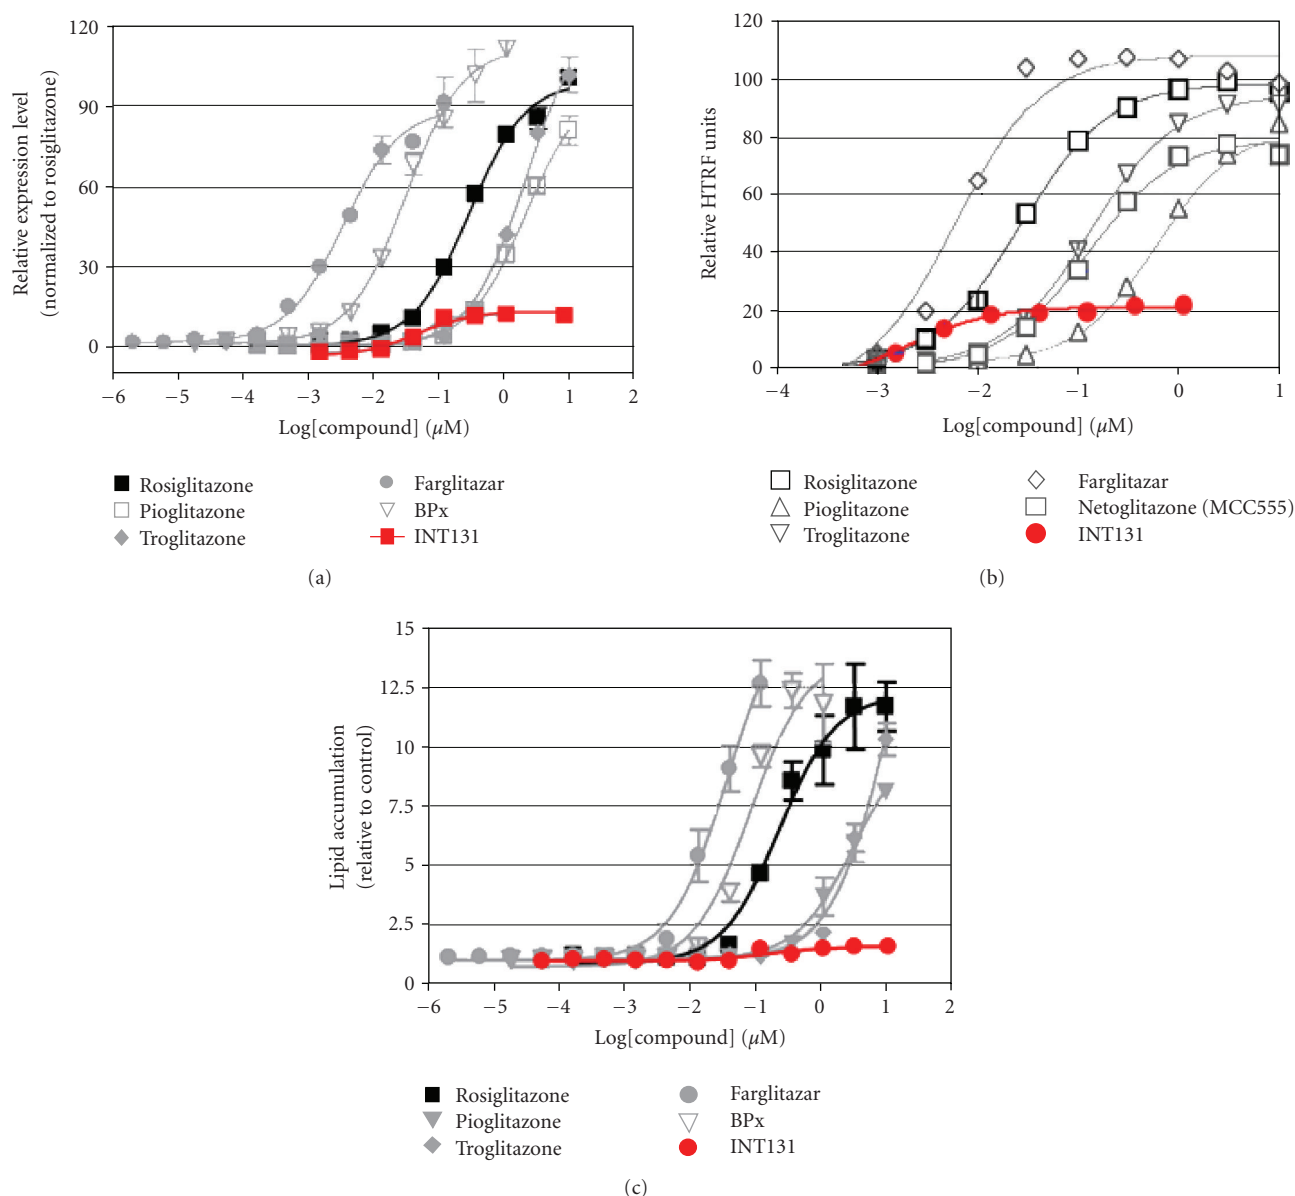 Relative expression level
(normalized to rosiglitazone)
120
90
60
30
0
−6 −5 −4 −3 −2 −1 0 1 2
Log[compound] (μM)
Rosiglitazone
Pioglitazone
Troglitazone
Farglitazar
BPx
INT131
(a)
Relative HTRF units
120
100
80
60
40
20
0
−4 −3 −2 −1 0 1
Log[compound] (μM)
Rosiglitazone
Pioglitazone
Troglitazone
Farglitazar
Netoglitazone (MCC555)
INT131
(b)
Lipid accumulation
(relative to control)
15
12.5
10
7.5
5
2.5
0
−6 −5 −4 −3 −2 −1 0 1 2
Log[compound] (μM)
Rosiglitazone
Pioglitazone
Troglitazone
Farglitazar
BPx
INT131
(c)